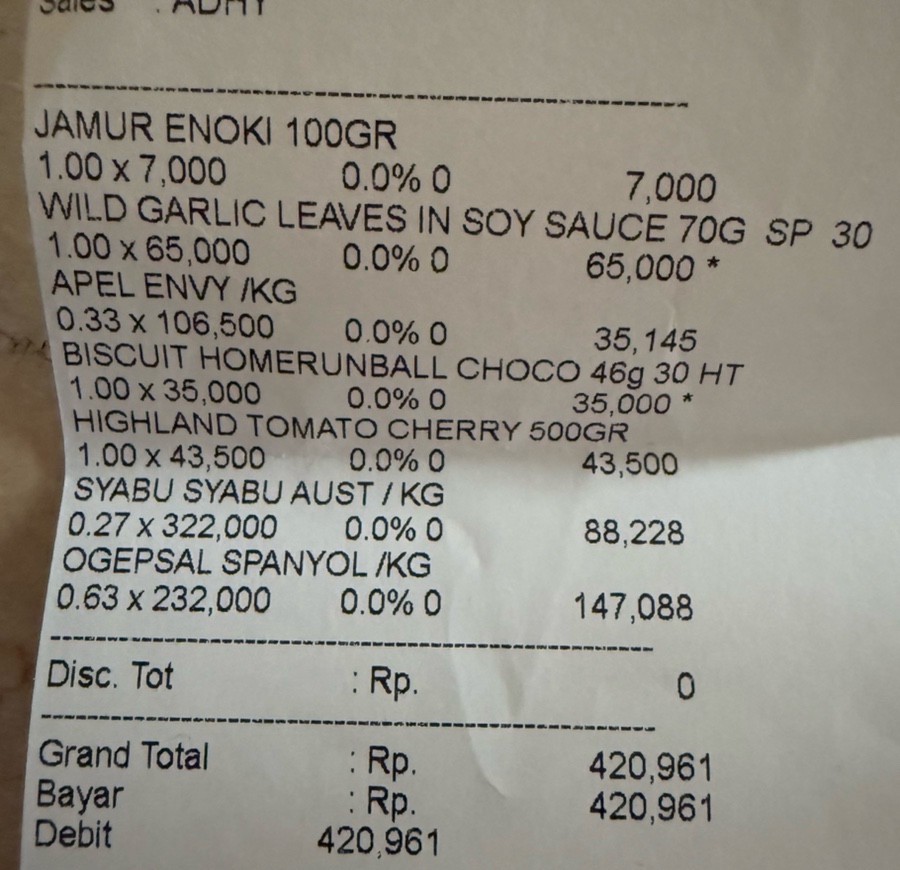 Sales : ADHY
JAMUR ENOKI 100GR
1.00 x 7,000 0.0% 0 7,000
WILD GARLIC LEAVES IN SOY SAUCE 70G SP 30
1.00 x 65,000 0.0% 0 65,000 *
APEL ENVY /KG
0.33 x 106,500 0.0% 0 35,145
BISCUIT HOMERUNBALL CHOCO 46g 30 HT
1.00 x 35,000 0.0% 0 35,000 *
HIGHLAND TOMATO CHERRY 500GR
1.00 x 43,500 0.0% 0 43,500
SYABU SYABU AUST / KG
0.27 x 322,000 0.0% 0 88,228
OGEPSAL SPANYOL /KG
0.63 x 232,000 0.0% 0 147,088
Disc. Tot : Rp. 0
Grand Total : Rp. 420,961
Bayar : Rp. 420,961
Debit 420,961